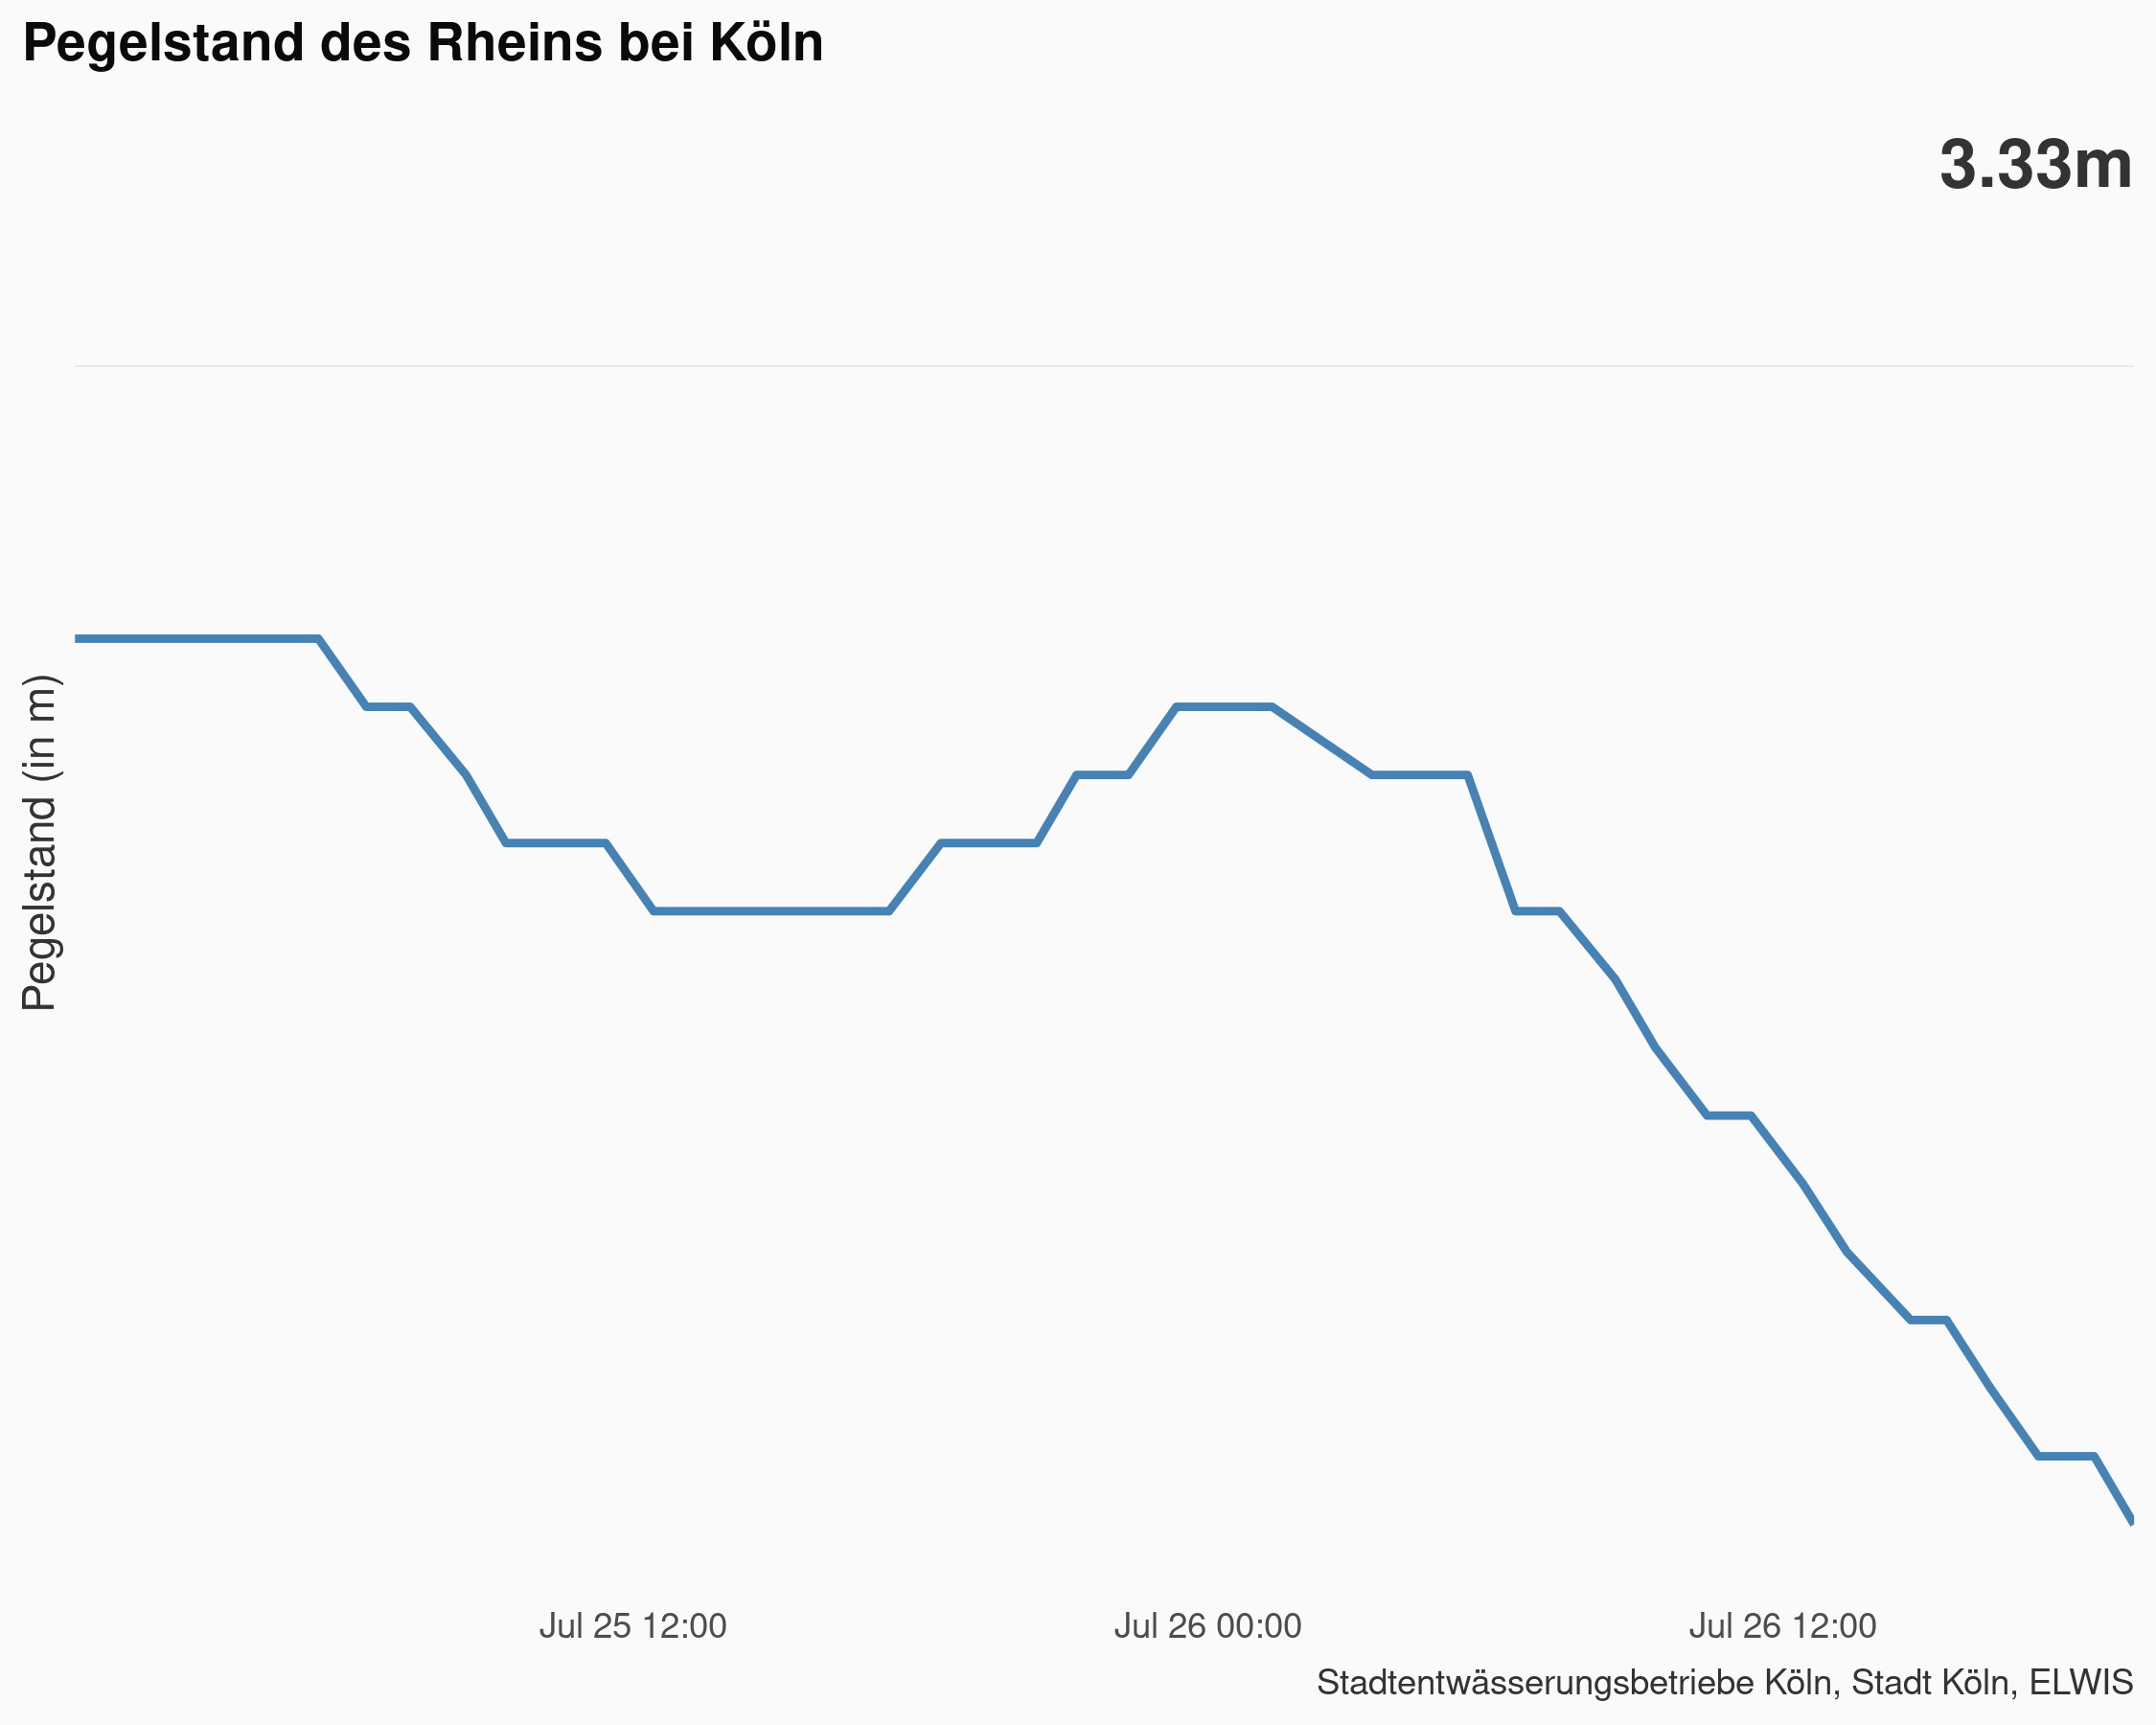 Pegelstand des Rheins bei Köln
3.33m
Pegelstand (in m)
Jul 25 12:00
Jul 26 00:00
Jul 26 12:00
Stadtentwässerungsbetriebe Köln, Stadt Köln, ELWIS